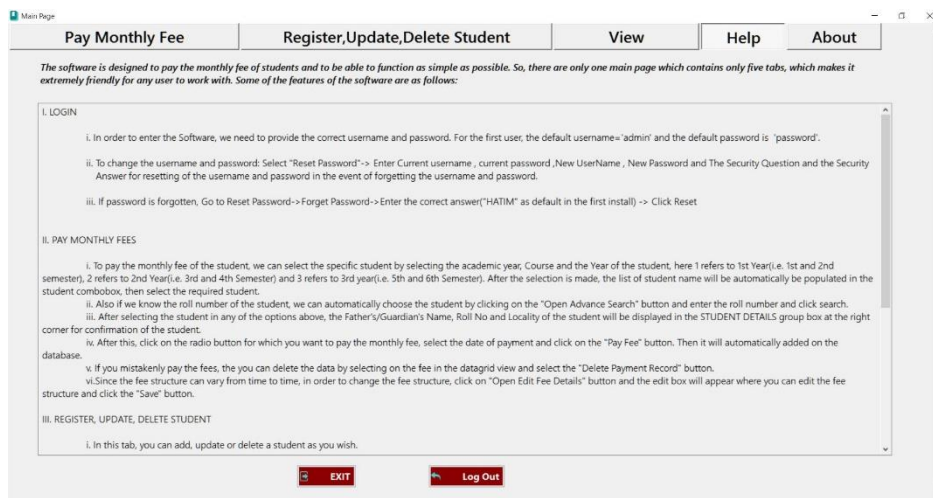 Main Page
Pay Monthly Fee
Register,Update,Delete Student
View
Help
About
The software is designed to pay the monthly fee of students and to be able to function as simple as possible. So, there are only one main page which contains only five tabs, which makes it
extremely friendly for any user to work with. Some of the features of the software are as follows:
I. LOGIN
i. In order to enter the Software, we need to provide the correct username and password. For the first user, the default username='admin' and the default password is 'password'.
ii. To change the username and password: Select "Reset Password"-> Enter Current username , current password ,New UserName , New Password and The Security Question and the Security
Answer for resetting of the username and password in the event of forgetting the username and password.
iii. If password is forgotten, Go to Reset Password->Forget Password->Enter the correct answer("HATIM" as default in the first install) -> Click Reset
II. PAY MONTHLY FEES
i. To pay the monthly fee of the student, we can select the specific student by selecting the academic year, Course and the Year of the student, here 1 refers to 1st Year(i.e. 1st and 2nd
semester), 2 refers to 2nd Year(i.e. 3rd and 4th Semester) and 3 refers to 3rd year(i.e. 5th and 6th Semester). After the selection is made, the list of student name will be automatically be populated in the
student combobox, then select the required student.
ii. Also if we know the roll number of the student, we can automatically choose the student by clicking on the "Open Advance Search" button and enter the roll number and click search.
iii. After selecting the student in any of the options above, the Father's/Guardian's Name, Roll No and Locality of the student will be displayed in the STUDENT DETAILS group box at the right
corner for confirmation of the student.
iv. After this, click on the radio button for which you want to pay the monthly fee, select the date of payment and click on the "Pay Fee" button. Then it will automatically added on the
database.
v. If you mistakenly pay the fees, the you can delete the data by selecting on the fee in the datagrid view and select the "Delete Payment Record" button.
vi.Since the fee structure can vary from time to time, in order to change the fee structure, click on "Open Edit Fee Details" button and the edit box will appear where you can edit the fee
structure and click the "Save" button.
III. REGISTER, UPDATE, DELETE STUDENT
i. In this tab, you can add, update or delete a student as you wish.
EXIT
Log Out